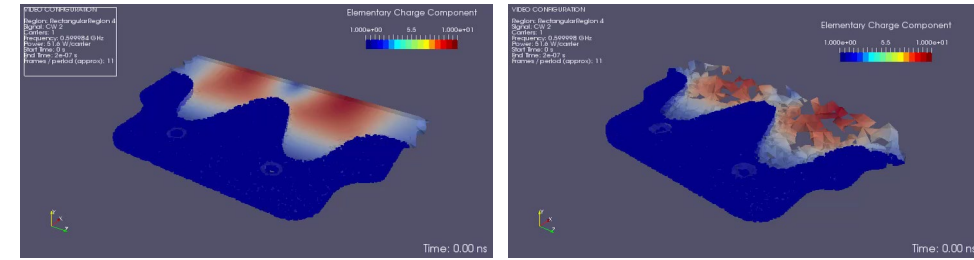 VIDEO CONFIGURATION
Region: RectangularRegion 4
Signal: CW 2
Carriers: 1
Frequency: 0.599984 GHz
Power: 51.6 W/carrier
Start Time: 0 s
End Time: 2e-07 s
Frames / period (approx): 11
Elementary Charge Component
1.000e+00 5.5 1.000e+01
Time: 0.00 ns
VIDEO CONFIGURATION
Region: RectangularRegion 4
Signal: CW 2
Carriers: 1
Frequency: 0.599998 GHz
Power: 51.6 W/carrier
Start Time: 0 s
End Time: 2e-07 s
Frames / period (approx): 11
Elementary Charge Component
1.000e+00 5.5 1.000e+01
Time: 0.00 ns